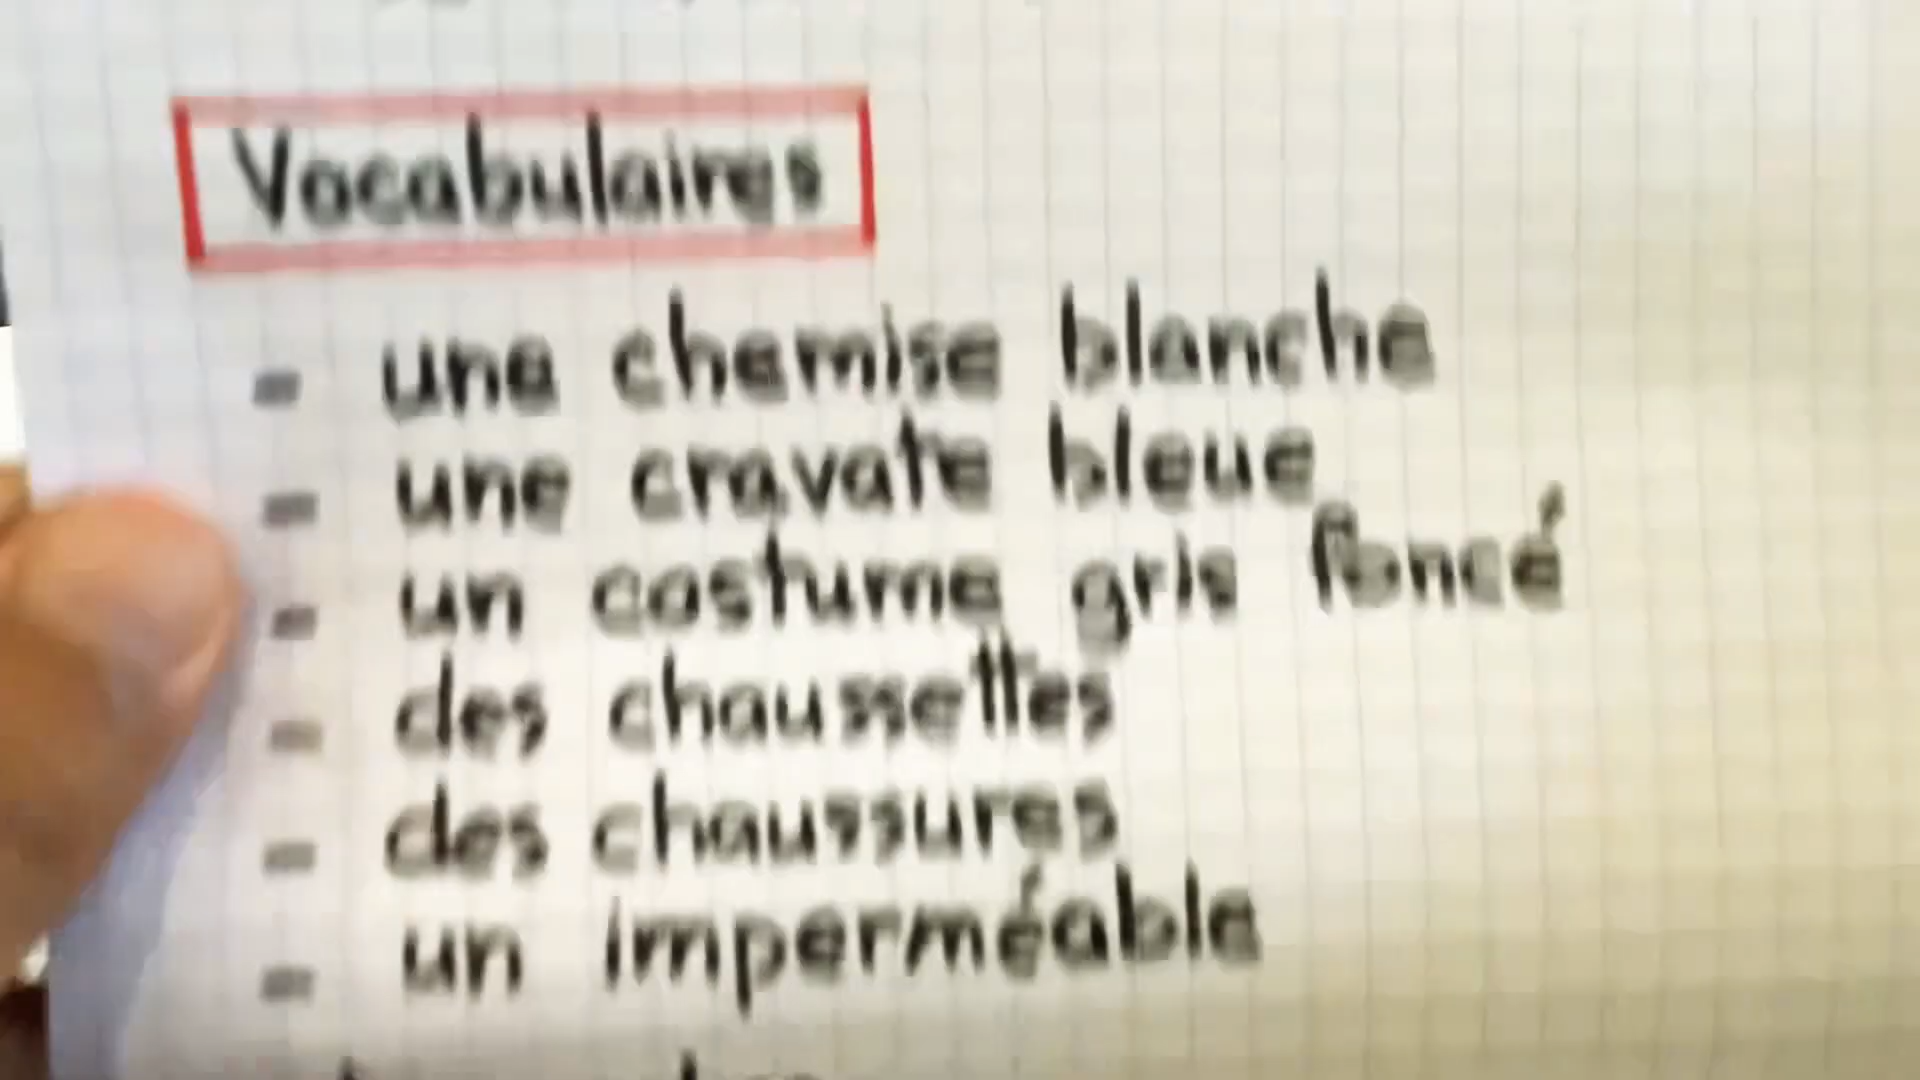 Vocabulaires
- une chemise blanche
- une cravate bleue
- un costume gris foncé
- des chaussettes
- des chaussures
- un imperméable